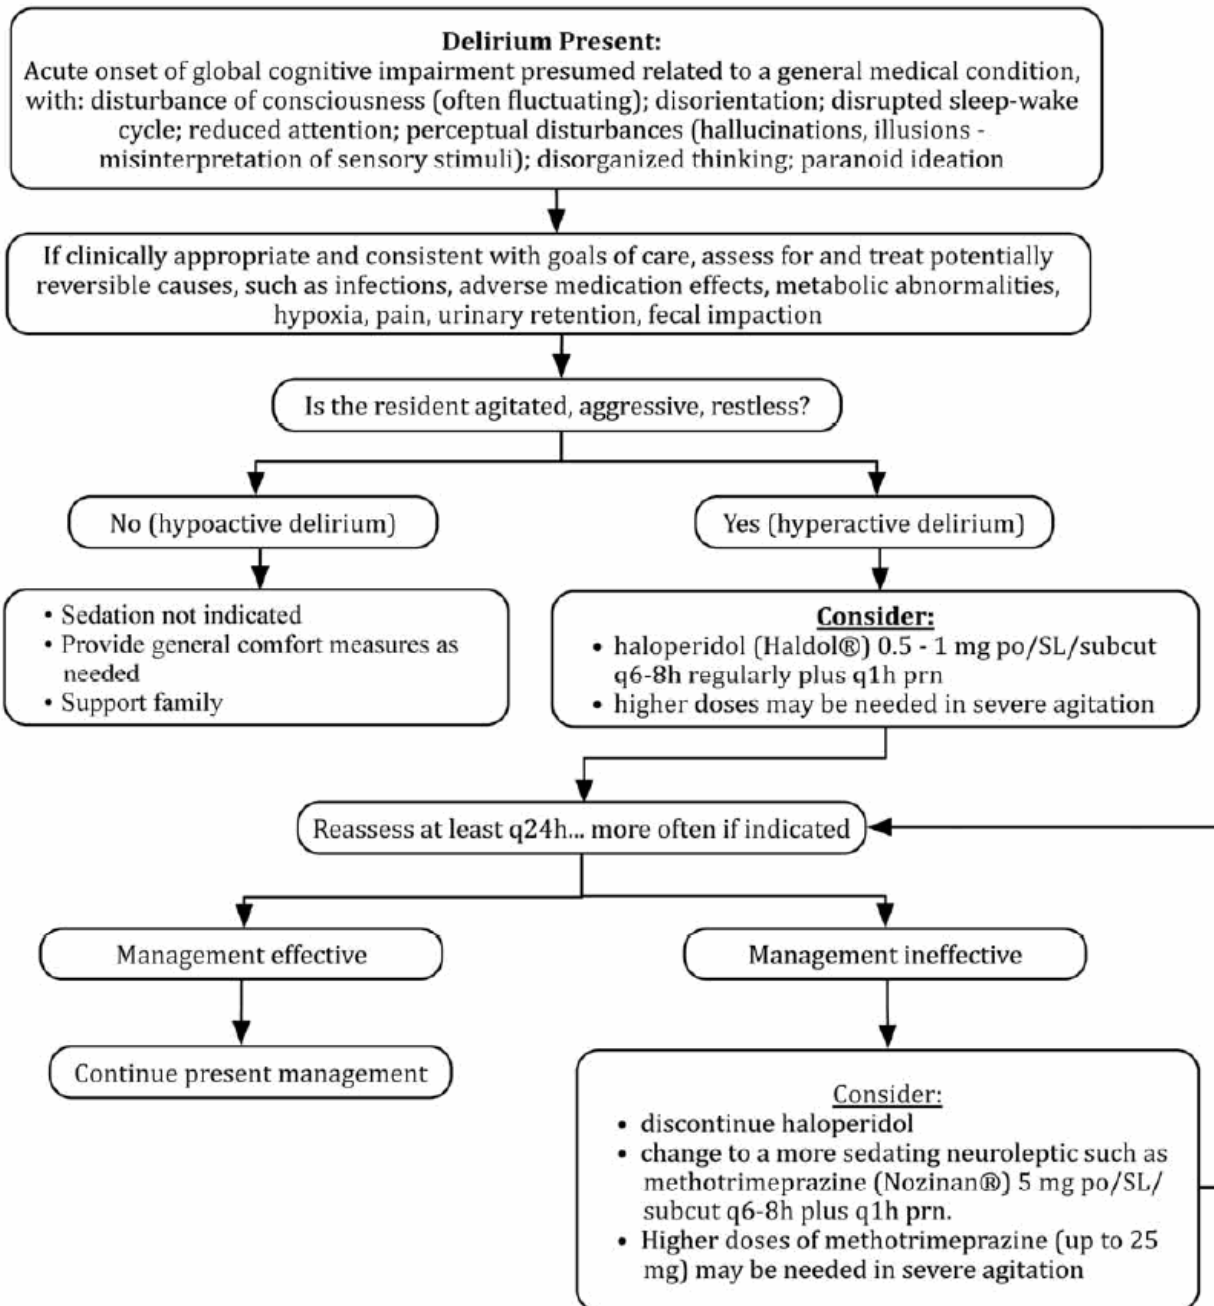 Delirium Present:
Acute onset of global cognitive impairment presumed related to a general medical condition,
with: disturbance of consciousness (often fluctuating); disorientation; disrupted sleep-wake
cycle; reduced attention; perceptual disturbances (hallucinations, illusions -
misinterpretation of sensory stimuli); disorganized thinking; paranoid ideation
If clinically appropriate and consistent with goals of care, assess for and treat potentially
reversible causes, such as infections, adverse medication effects, metabolic abnormalities,
hypoxia, pain, urinary retention, fecal impaction
Is the resident agitated, aggressive, restless?
No (hypoactive delirium)
Yes (hyperactive delirium)
• Sedation not indicated
• Provide general comfort measures as
needed
• Support family
Consider:
• haloperidol (Haldol®) 0.5 - 1 mg po/SL/subcut
q6-8h regularly plus q1h prn
• higher doses may be needed in severe agitation
Reassess at least q24h... more often if indicated
Management effective
Management ineffective
Continue present management
Consider:
• discontinue haloperidol
• change to a more sedating neuroleptic such as
methotrimeprazine (Nozinan®) 5 mg po/SL/
subcut q6-8h plus q1h prn.
• Higher doses of methotrimeprazine (up to 25
mg) may be needed in severe agitation